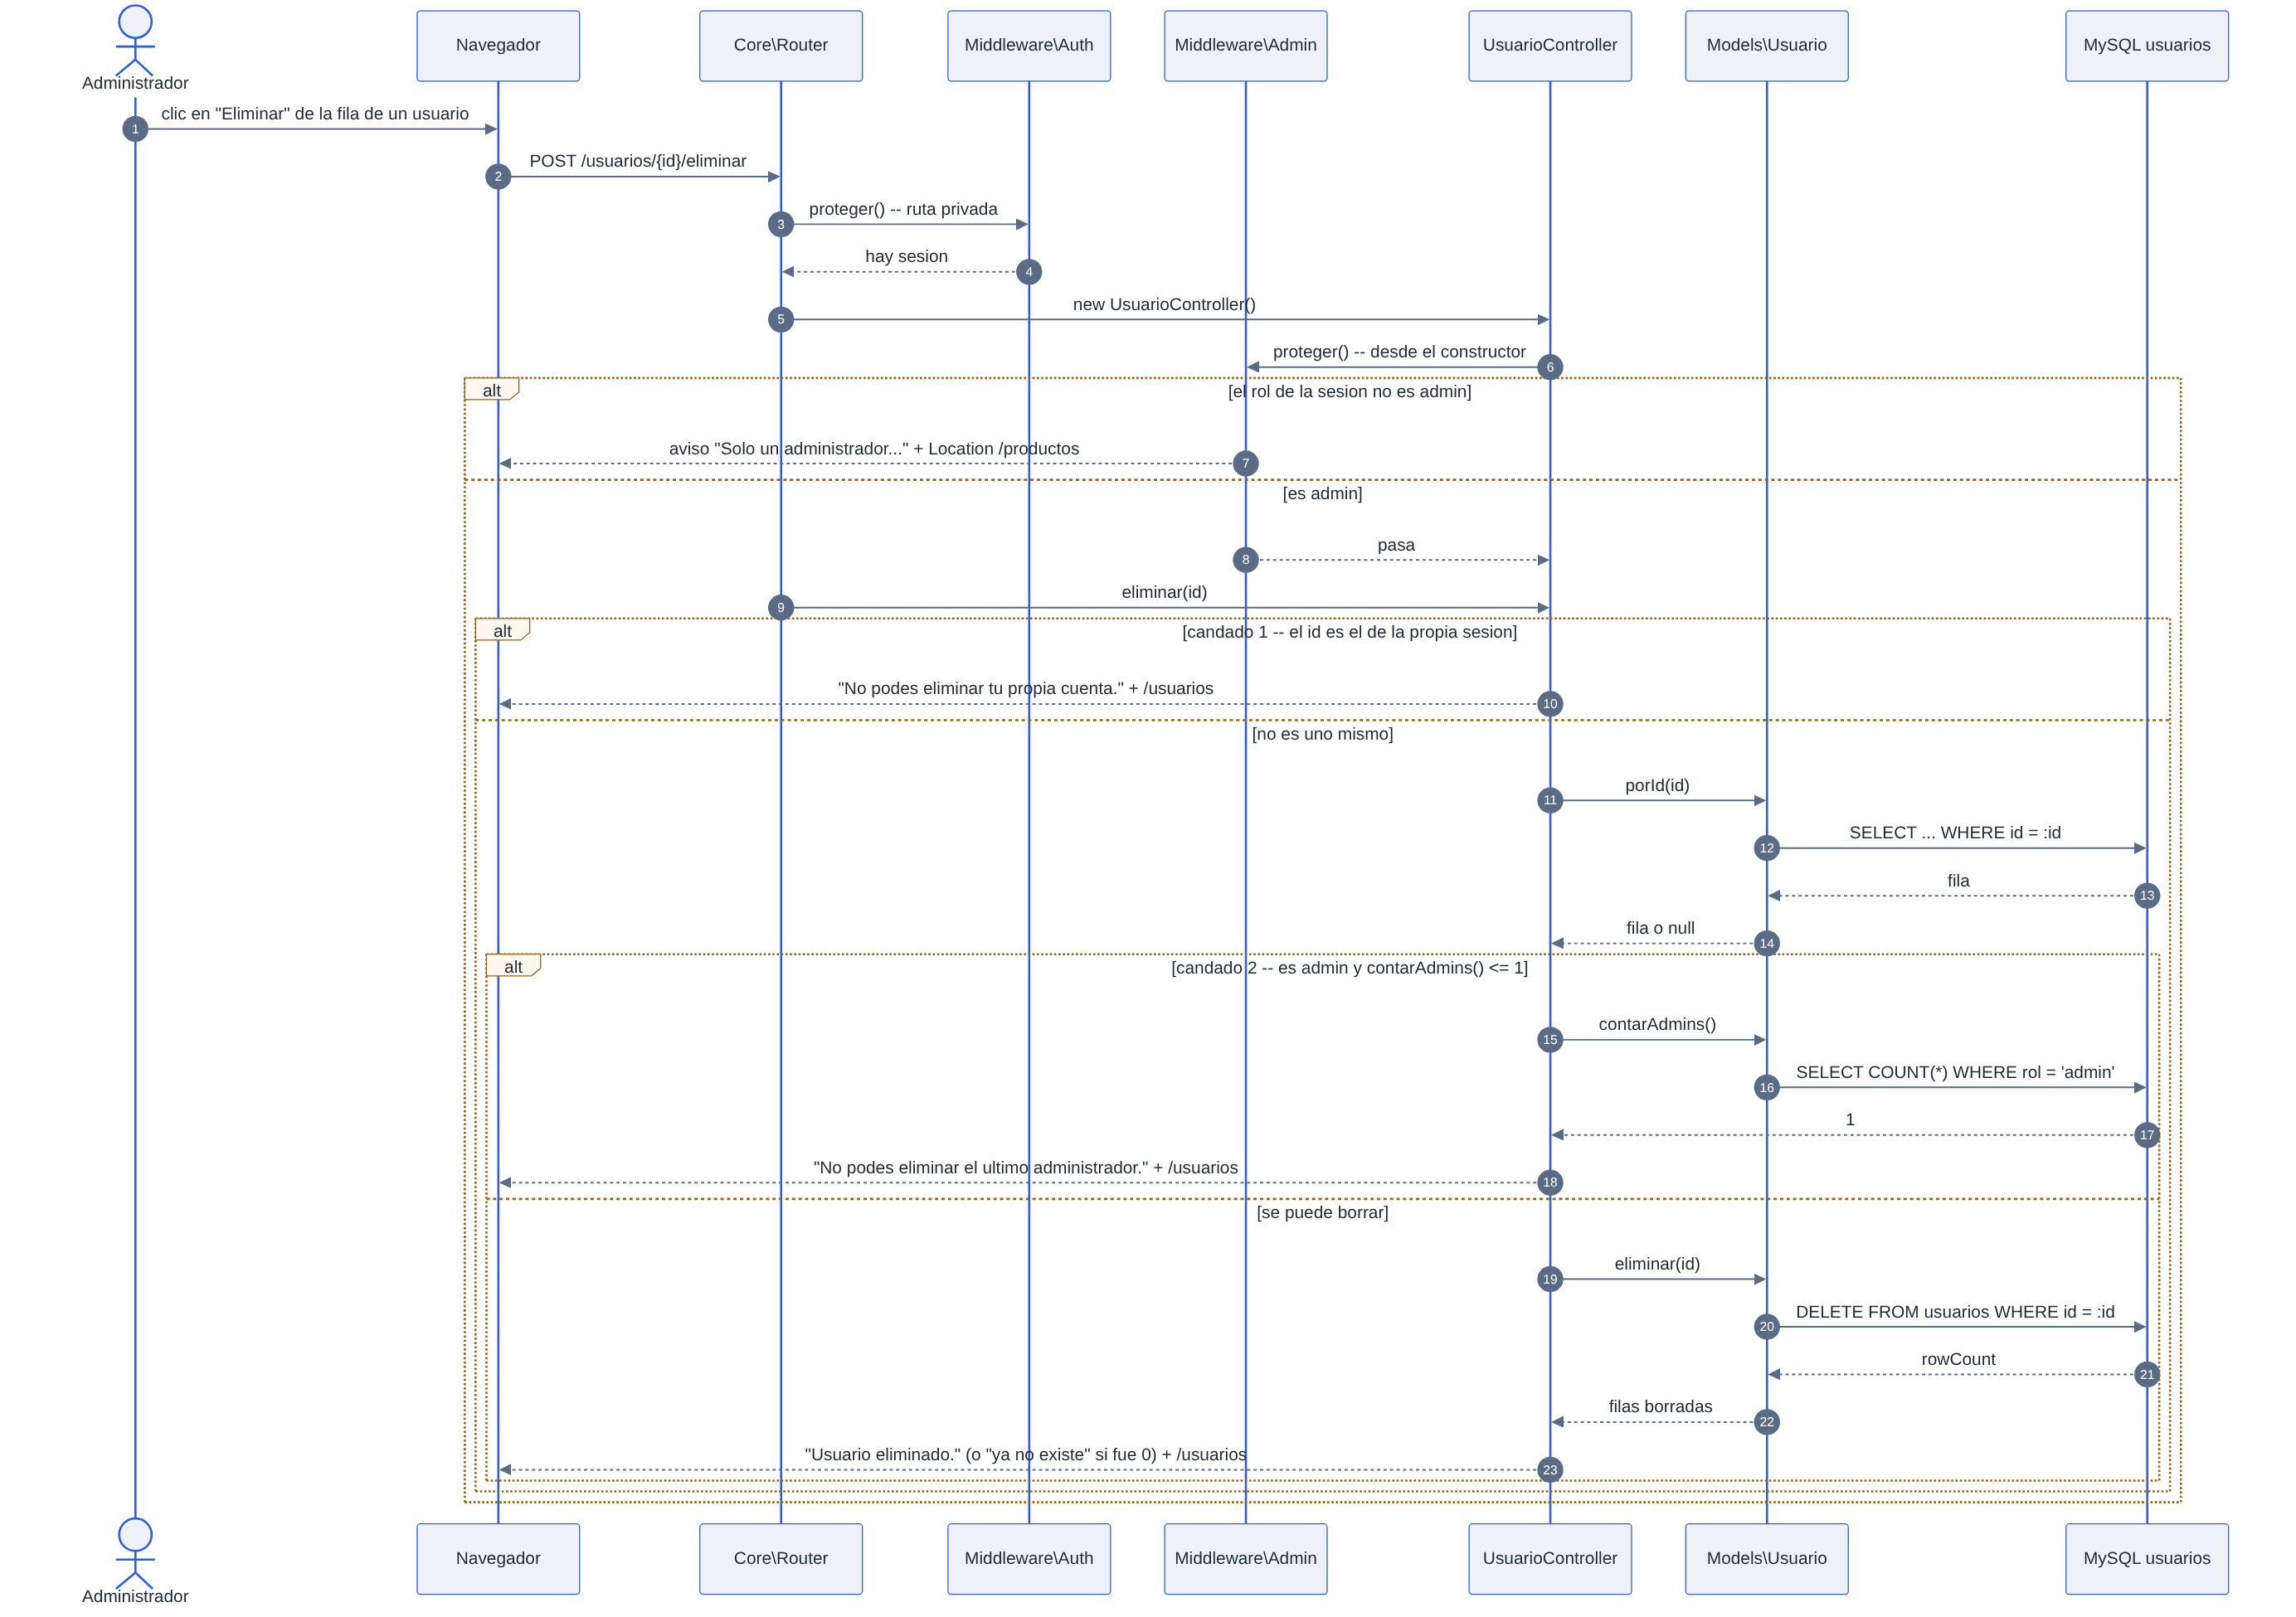 Administrador
Navegador
Core\Router
Middleware\Auth
Middleware\Admin
UsuarioController
Models\Usuario
MySQL usuarios
1
clic en "Eliminar" de la fila de un usuario
2
POST /usuarios/{id}/eliminar
3
proteger() -- ruta privada
hay sesion
4
5
new UsuarioController()
proteger() -- desde el constructor
6
alt
[el rol de la sesion no es admin]
aviso "Solo un administrador..." + Location /productos
7
[es admin]
8
pasa
9
eliminar(id)
alt
[candado 1 -- el id es el de la propia sesion]
"No podes eliminar tu propia cuenta." + /usuarios
10
[no es uno mismo]
11
porId(id)
12
SELECT ... WHERE id = :id
fila
13
fila o null
14
alt
[candado 2 -- es admin y contarAdmins() <= 1]
15
contarAdmins()
16
SELECT COUNT(*) WHERE rol = 'admin'
1
17
"No podes eliminar el ultimo administrador." + /usuarios
18
[se puede borrar]
19
eliminar(id)
20
DELETE FROM usuarios WHERE id = :id
rowCount
21
filas borradas
22
"Usuario eliminado." (o "ya no existe" si fue 0) + /usuarios
23
Administrador
Navegador
Core\Router
Middleware\Auth
Middleware\Admin
UsuarioController
Models\Usuario
MySQL usuarios